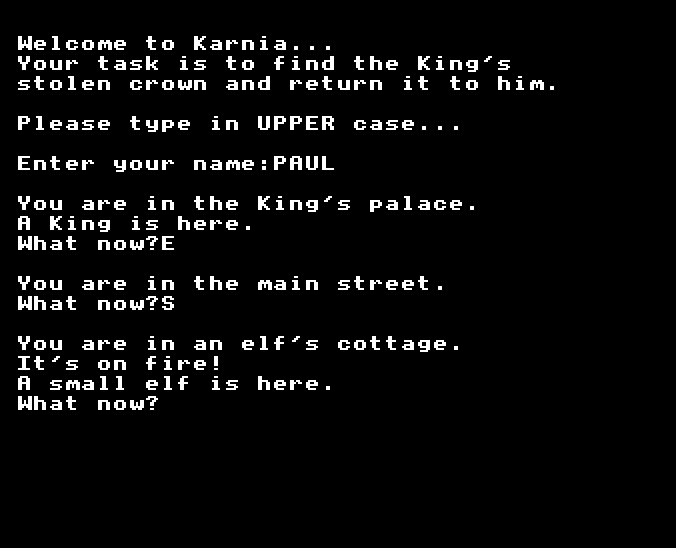 Welcome to Karnia...
Your task is to find the King's
stolen crown and return it to him.
Please type in UPPER case...
Enter your name:PAUL
You are in the King's palace.
A King is here.
What now?E
You are in the main street.
What now?S
You are in an elf's cottage.
It's on fire!
A small elf is here.
What now?